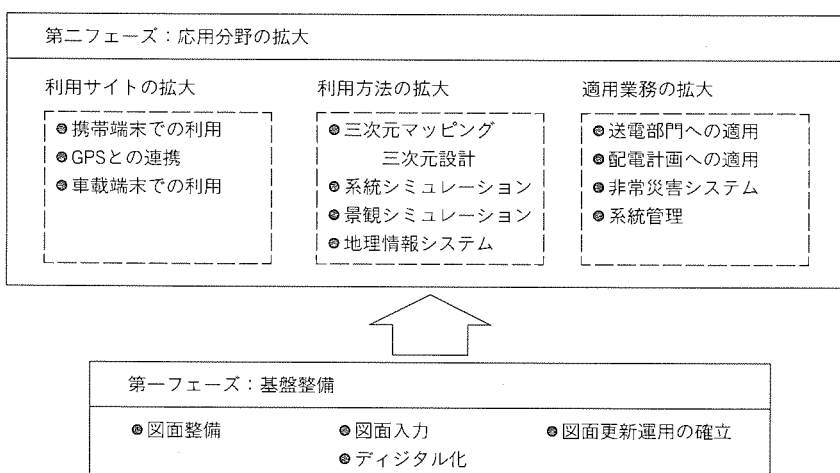 第二フェーズ：応用分野の拡大
利用サイトの拡大
●携帯端末での利用
●GPSとの連携
●車載端末での利用
利用方法の拡大
●三次元マッピング
三次元設計
●系統シミュレーション
●景観シミュレーション
●地理情報システム
適用業務の拡大
●送電部門への適用
●配電計画への適用
●非常災害システム
●系統管理
第一フェーズ：基盤整備
●図面整備
●図面入力
●ディジタル化
●図面更新運用の確立